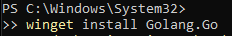 PS C:\Windows\System32>
>> winget install Golang.Go